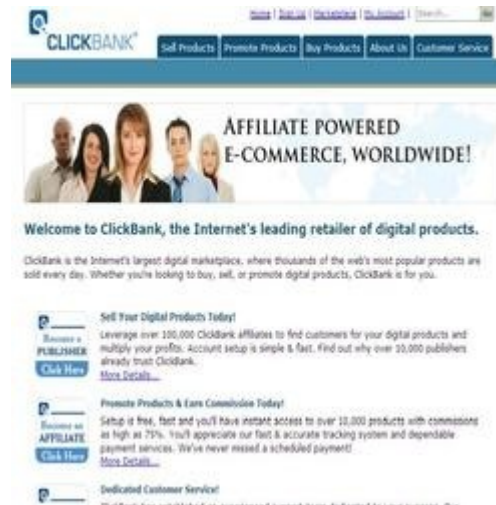 Home | Sign Up | Marketplace | My Account | Search... Go
CLICKBANK®
Sell Products Promote Products Buy Products About Us Customer Service
AFFILIATE POWERED
E-COMMERCE, WORLDWIDE!
Welcome to ClickBank, the Internet's leading retailer of digital products.
ClickBank is the Internet's largest digital marketplace, where thousands of the web's most popular products are
sold every day. Whether you're looking to buy, sell, or promote digital products, ClickBank is for you.
Become a
PUBLISHER
Click Here
Sell Your Digital Products Today!
Leverage over 100,000 ClickBank affiliates to find customers for your digital products and
multiply your profits. Account setup is simple & fast. Find out why over 10,000 publishers
already trust ClickBank.
More Details...
Become an
AFFILIATE
Click Here
Promote Products & Earn Commission Today!
Setup is free, fast and you'll have instant access to over 10,000 products with commissions
as high as 75%. You'll appreciate our fast & accurate tracking system and dependable
payment services. We've never missed a scheduled payment!
More Details...
Dedicated Customer Service!